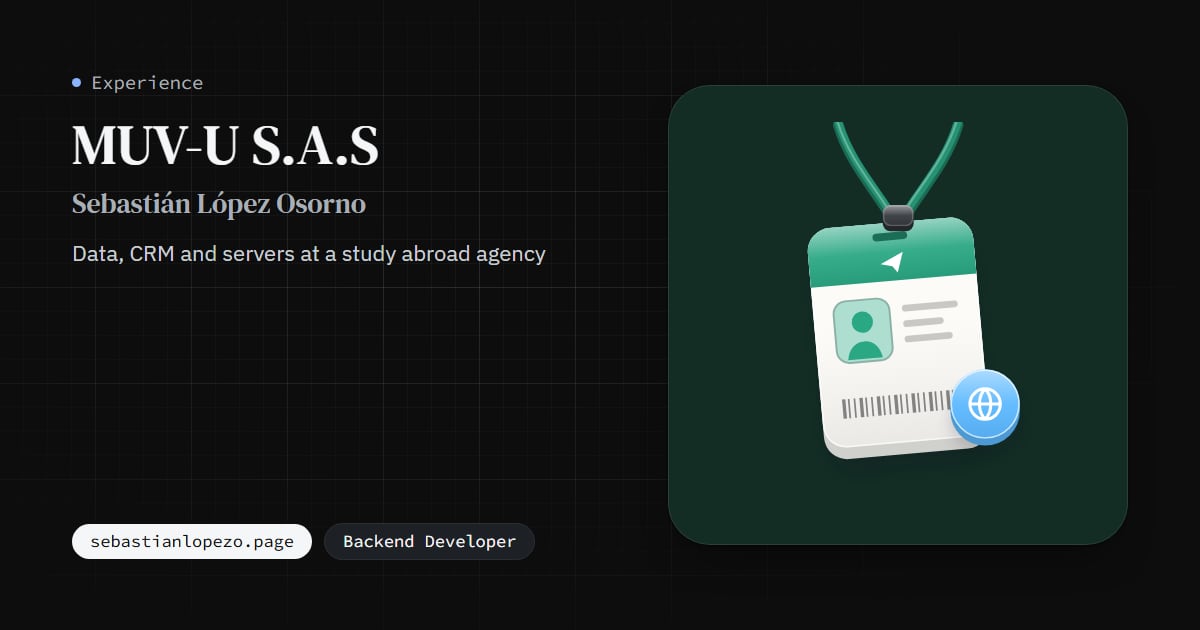 Experience
MUV-U S.A.S
Sebastián López Osorno
Data, CRM and servers at a study abroad agency
sebastianlopezo.page
Backend Developer